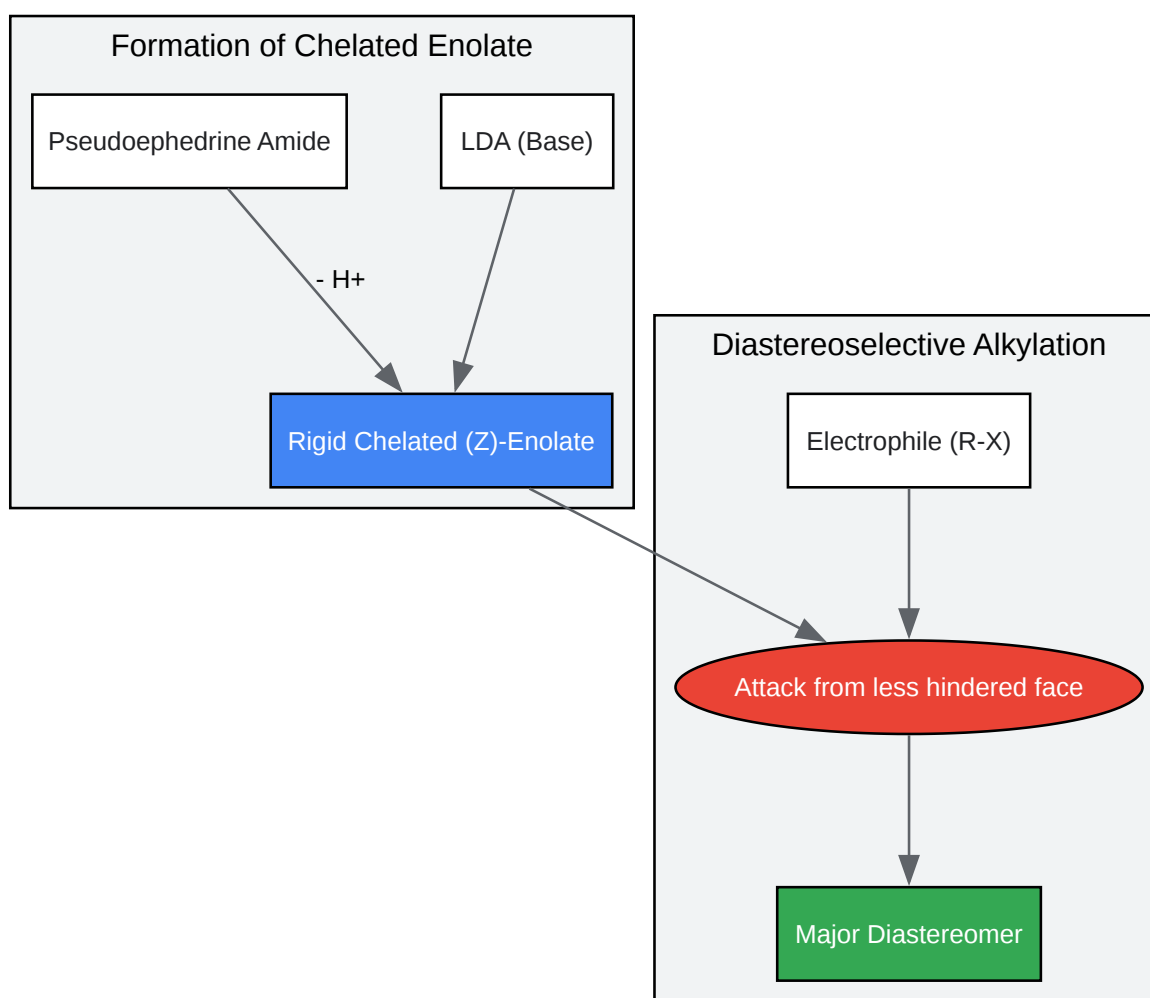 Formation of Chelated Enolate
Pseudoephedrine Amide
LDA (Base)
- H+
Rigid Chelated (Z)-Enolate
Diastereoselective Alkylation
Electrophile (R-X)
Attack from less hindered face
Major Diastereomer